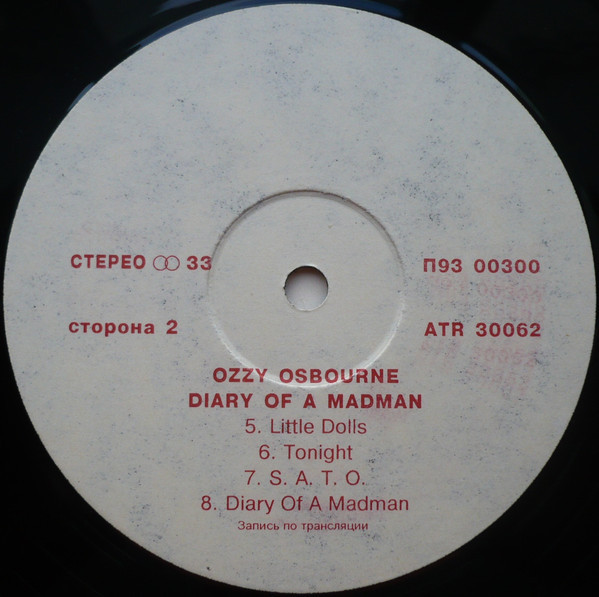 СТЕРЕО ꝏ 33
П93 00300
сторона 2
ATR 30062
OZZY OSBOURNE
DIARY OF A MADMAN
5. Little Dolls
6. Tonight
7. S. A. T. O.
8. Diary Of A Madman
Запись по трансляции